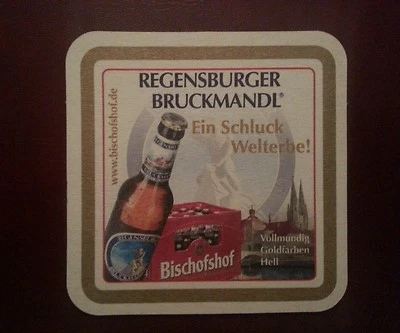 REGENSBURGER
BRUCKMANDL®
www.bischofshof.de
Ein Schluck
Welterbe!
Bischofshof
Vollmundig
Goldfarben
Hell